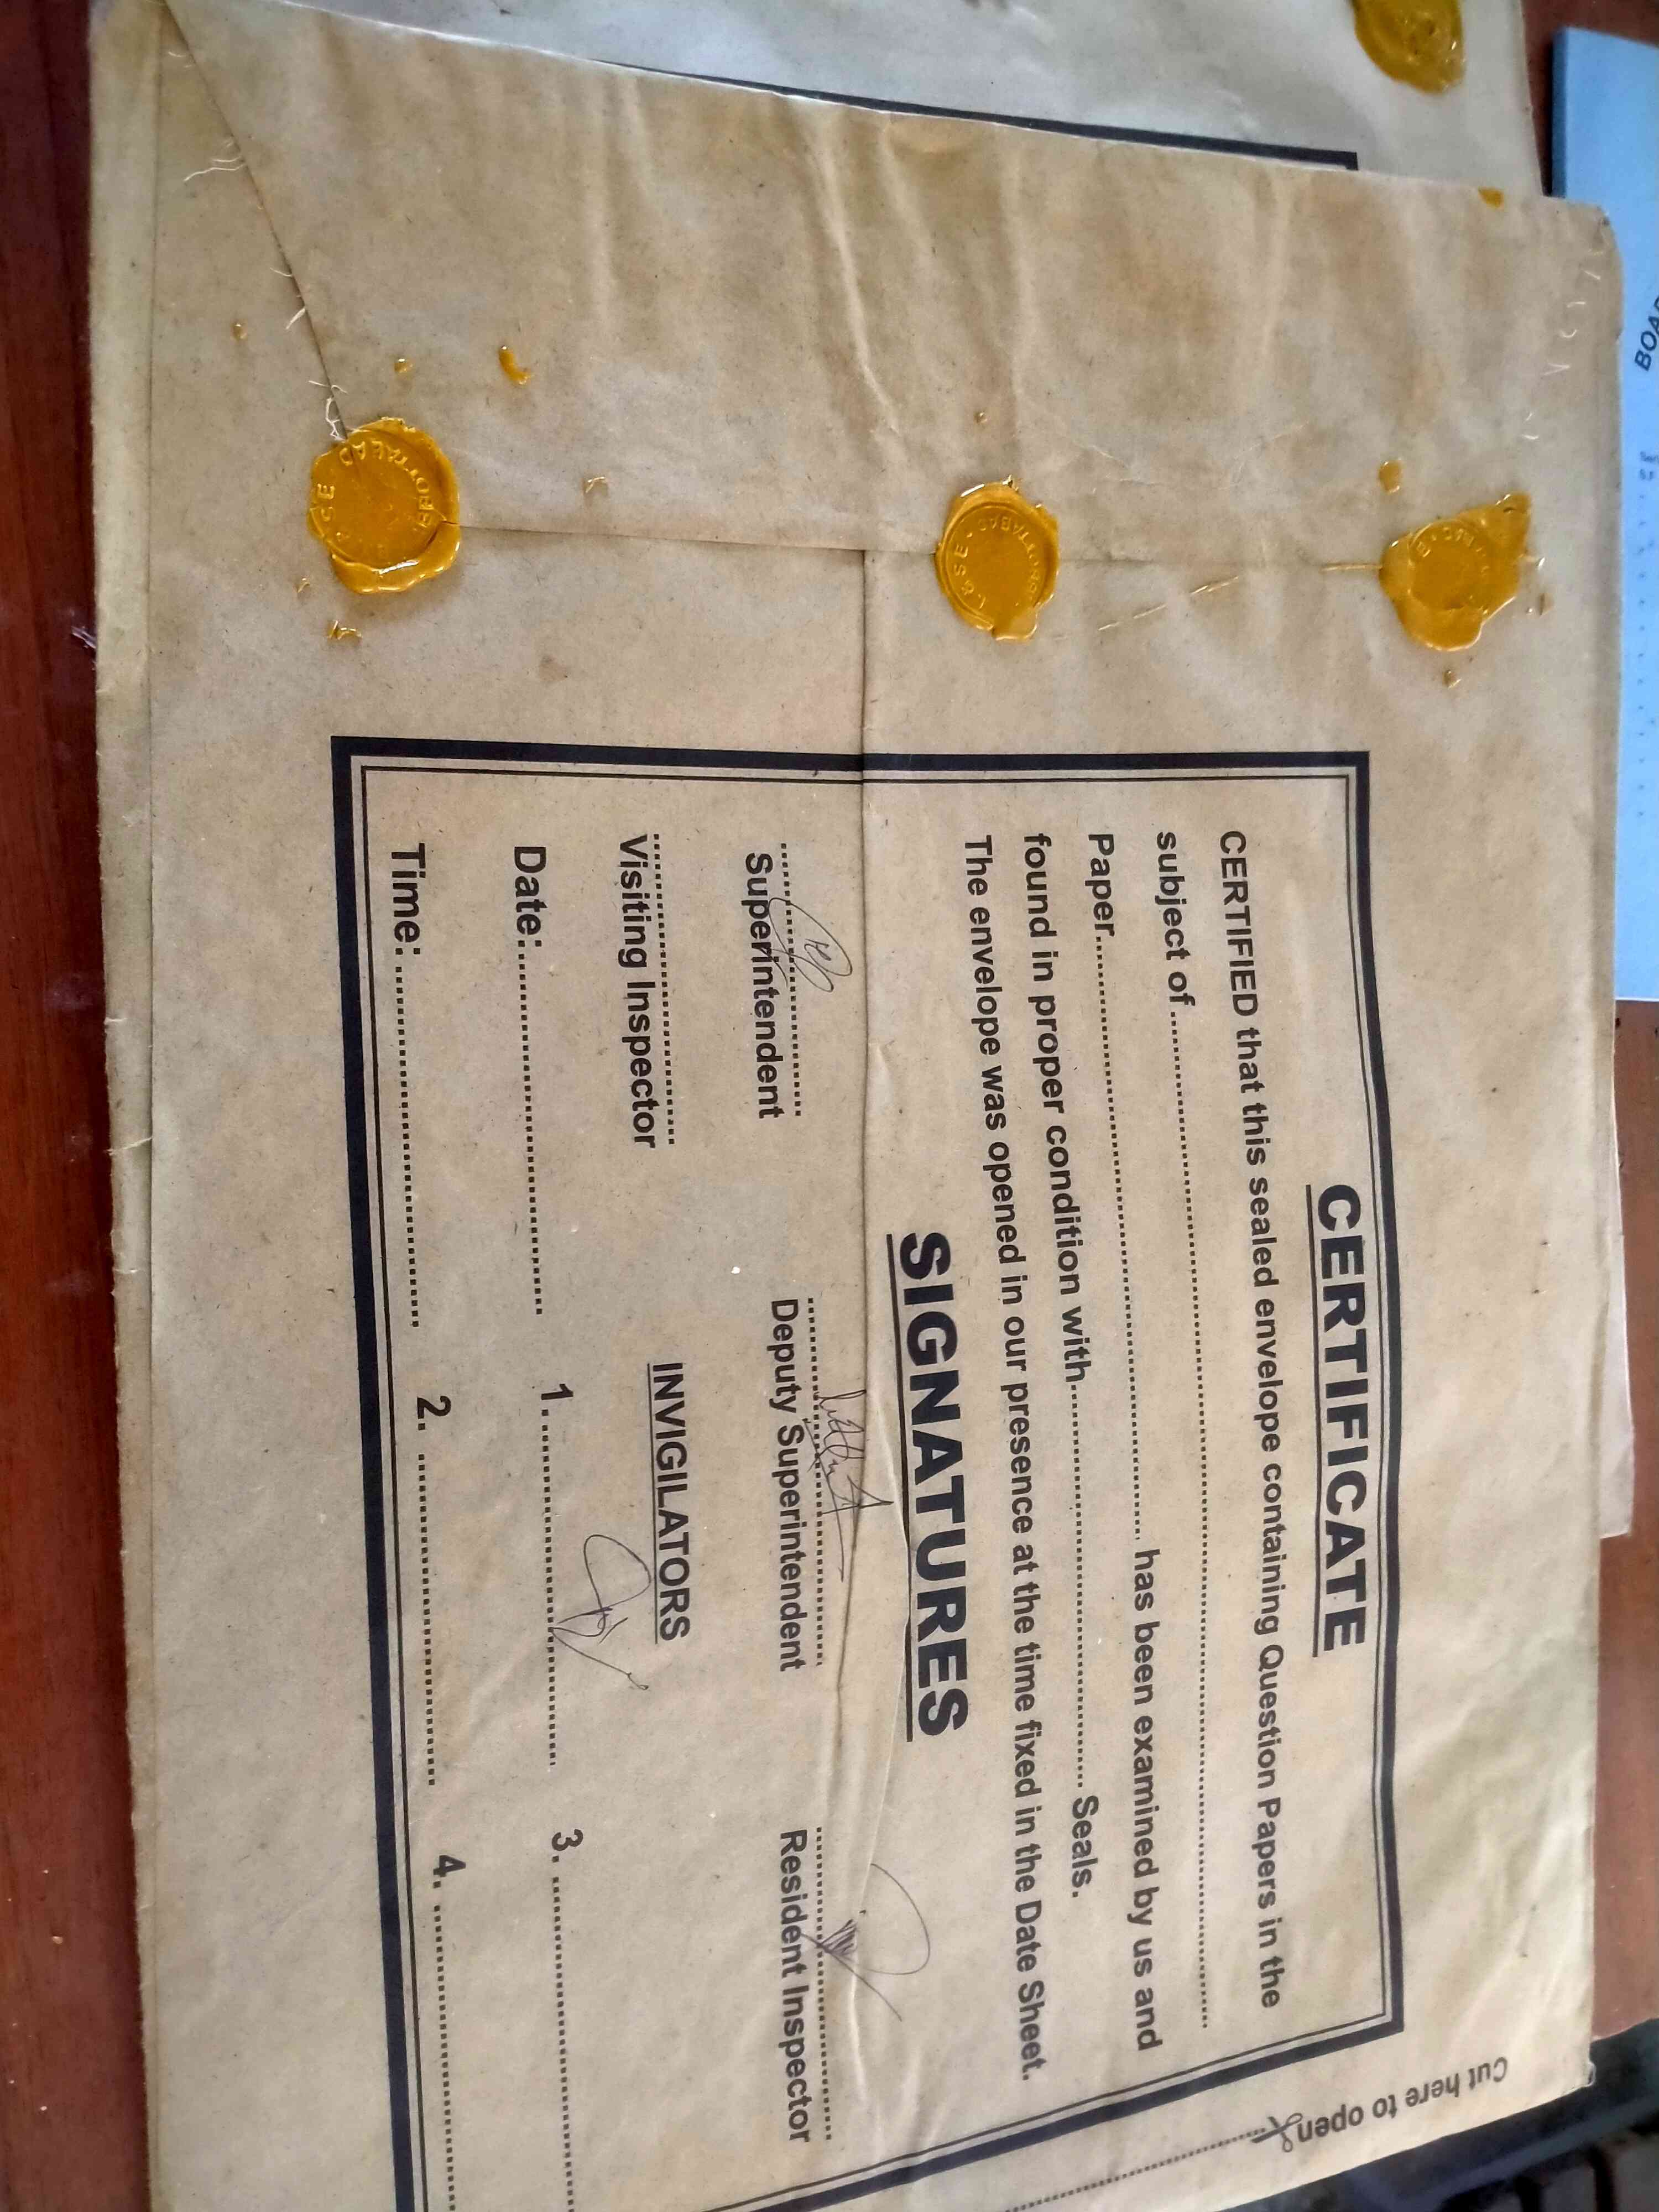 CERTIFICATE
CERTIFIED that this sealed envelope containing Question Papers in the
subject of
Paper has been examined by us and
found in proper condition with Seals.
The envelope was opened in our presence at the time fixed in the Date Sheet.
SIGNATURES
Superintendent Deputy Superintendent Resident Inspector
Visiting Inspector
INVIGILATORS
Date: 1. 3.
Time: 2. 4.
Cut here to open